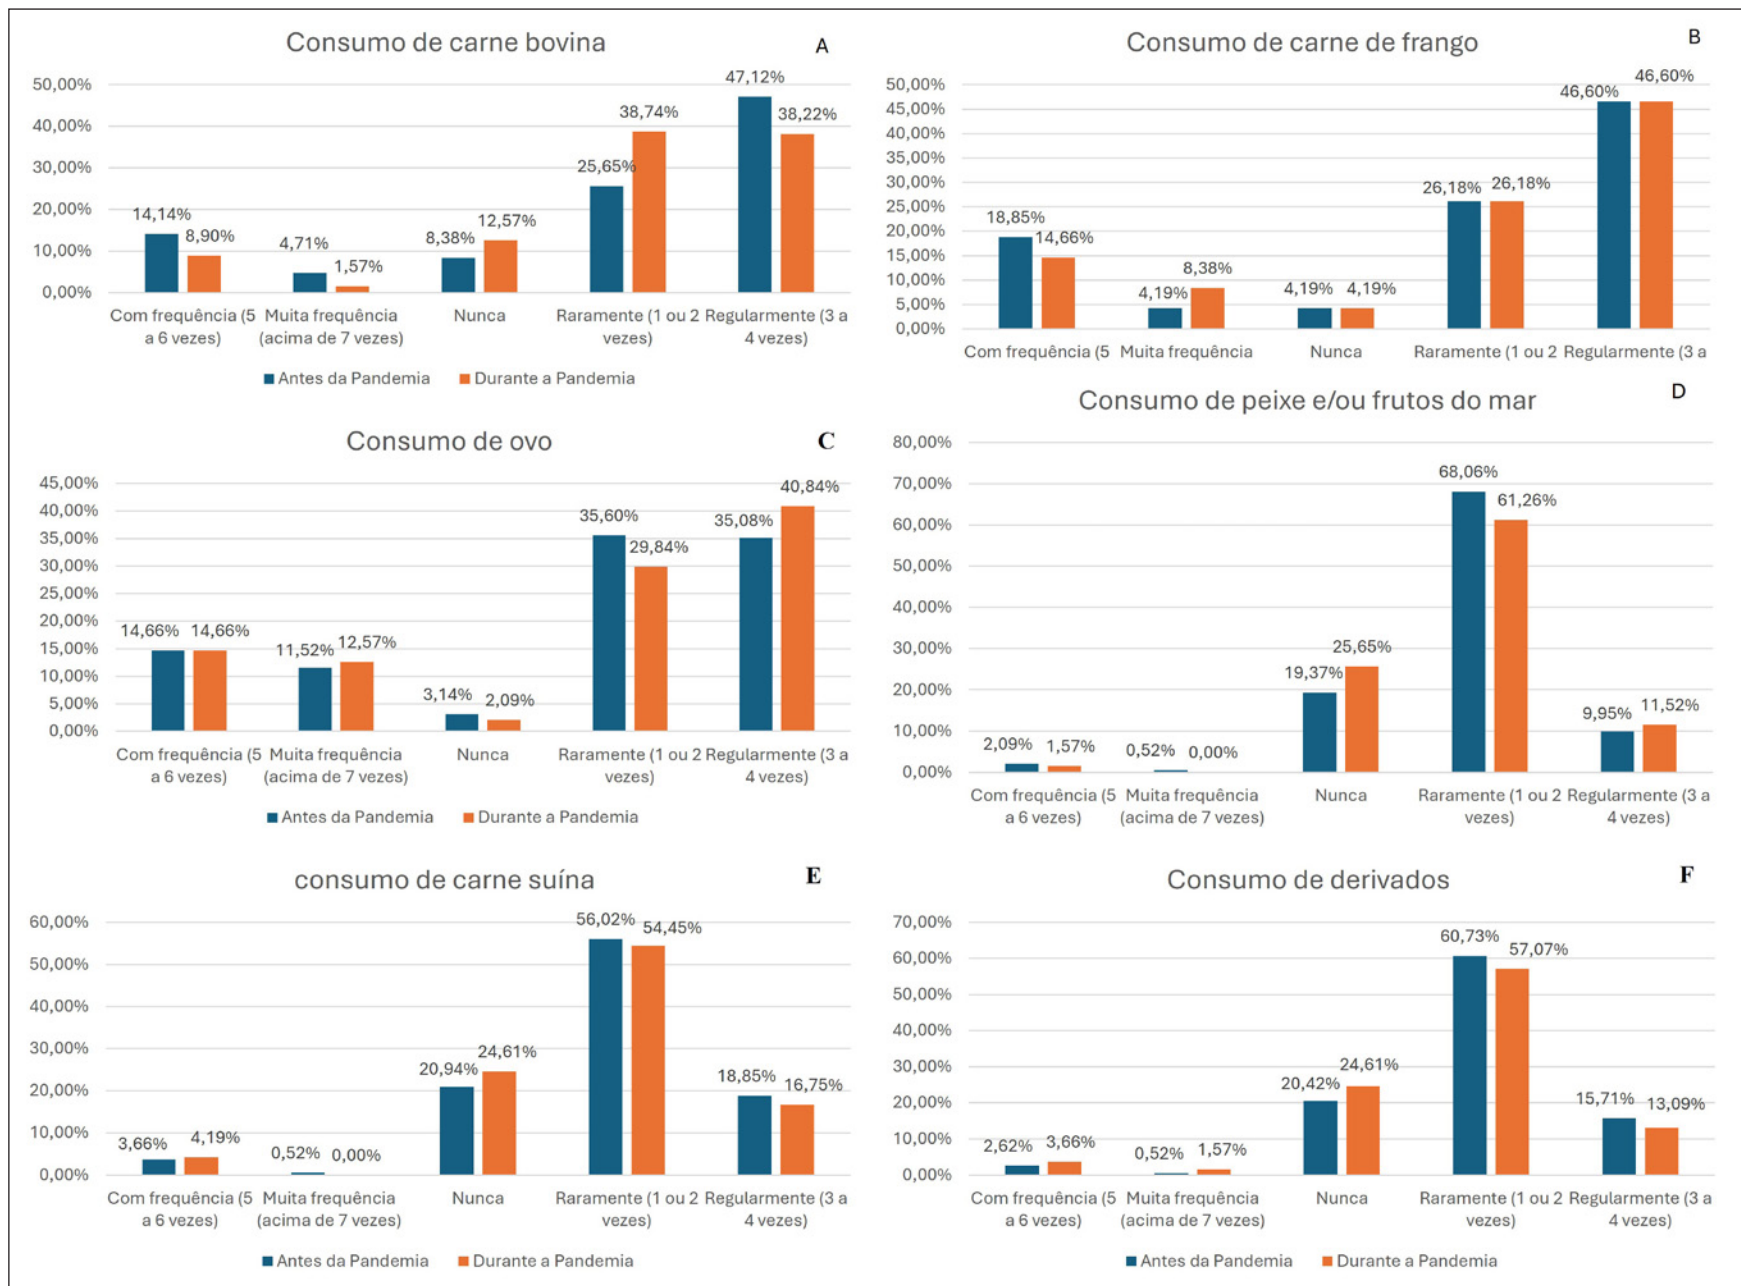 Consumo de carne bovina
A
50,00%
40,00%
30,00%
20,00%
10,00%
0,00%
14,14%
8,90%
4,71%
1,57%
8,38%
12,57%
25,65%
38,74%
47,12%
38,22%
Com frequência (5
a 6 vezes)
Muita frequência
(acima de 7 vezes)
Nunca
Raramente (1 ou 2
vezes)
Regularmente (3 a
4 vezes)
Antes da Pandemia
Durante a Pandemia
Consumo de carne de frango
B
50,00%
45,00%
40,00%
35,00%
30,00%
25,00%
20,00%
15,00%
10,00%
5,00%
0,00%
18,85%
14,66%
4,19%
8,38%
4,19%
4,19%
26,18%
26,18%
46,60%
46,60%
Com frequência (5
Muita frequência
Nunca
Raramente (1 ou 2
Regularmente (3 a
Consumo de ovo
C
45,00%
40,00%
35,00%
30,00%
25,00%
20,00%
15,00%
10,00%
5,00%
0,00%
14,66%
14,66%
11,52%
12,57%
3,14%
2,09%
35,60%
29,84%
35,08%
40,84%
Com frequência (5
a 6 vezes)
Muita frequência
(acima de 7 vezes)
Nunca
Raramente (1 ou 2
vezes)
Regularmente (3 a
4 vezes)
Antes da Pandemia
Durante a Pandemia
Consumo de peixe e/ou frutos do mar
D
80,00%
70,00%
60,00%
50,00%
40,00%
30,00%
20,00%
10,00%
0,00%
2,09%
1,57%
0,52%
0,00%
19,37%
25,65%
68,06%
61,26%
9,95%
11,52%
Com frequência (5
a 6 vezes)
Muita frequência
(acima de 7 vezes)
Nunca
Raramente (1 ou 2
vezes)
Regularmente (3 a
4 vezes)
consumo de carne suína
E
60,00%
50,00%
40,00%
30,00%
20,00%
10,00%
0,00%
3,66%
4,19%
0,52%
0,00%
20,94%
24,61%
56,02%
54,45%
18,85%
16,75%
Com frequência (5
a 6 vezes)
Muita frequência
(acima de 7 vezes)
Nunca
Raramente (1 ou 2
vezes)
Regularmente (3 a
4 vezes)
Antes da Pandemia
Durante a Pandemia
Consumo de derivados
F
70,00%
60,00%
50,00%
40,00%
30,00%
20,00%
10,00%
0,00%
2,62%
3,66%
0,52%
1,57%
20,42%
24,61%
60,73%
57,07%
15,71%
13,09%
Com frequência (5
a 6 vezes)
Muita frequência
(acima de 7 vezes)
Nunca
Raramente (1 ou 2
vezes)
Regularmente (3 a
4 vezes)
Antes da Pandemia
Durante a Pandemia